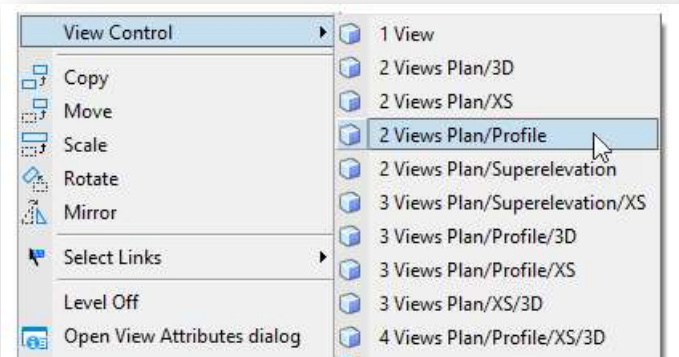 View Control
Copy
Move
Scale
Rotate
Mirror
Select Links
Level Off
Open View Attributes dialog
1 View
2 Views Plan/3D
2 Views Plan/XS
2 Views Plan/Profile
2 Views Plan/Superelevation
3 Views Plan/Superelevation/XS
3 Views Plan/Profile/3D
3 Views Plan/Profile/XS
3 Views Plan/XS/3D
4 Views Plan/Profile/XS/3D